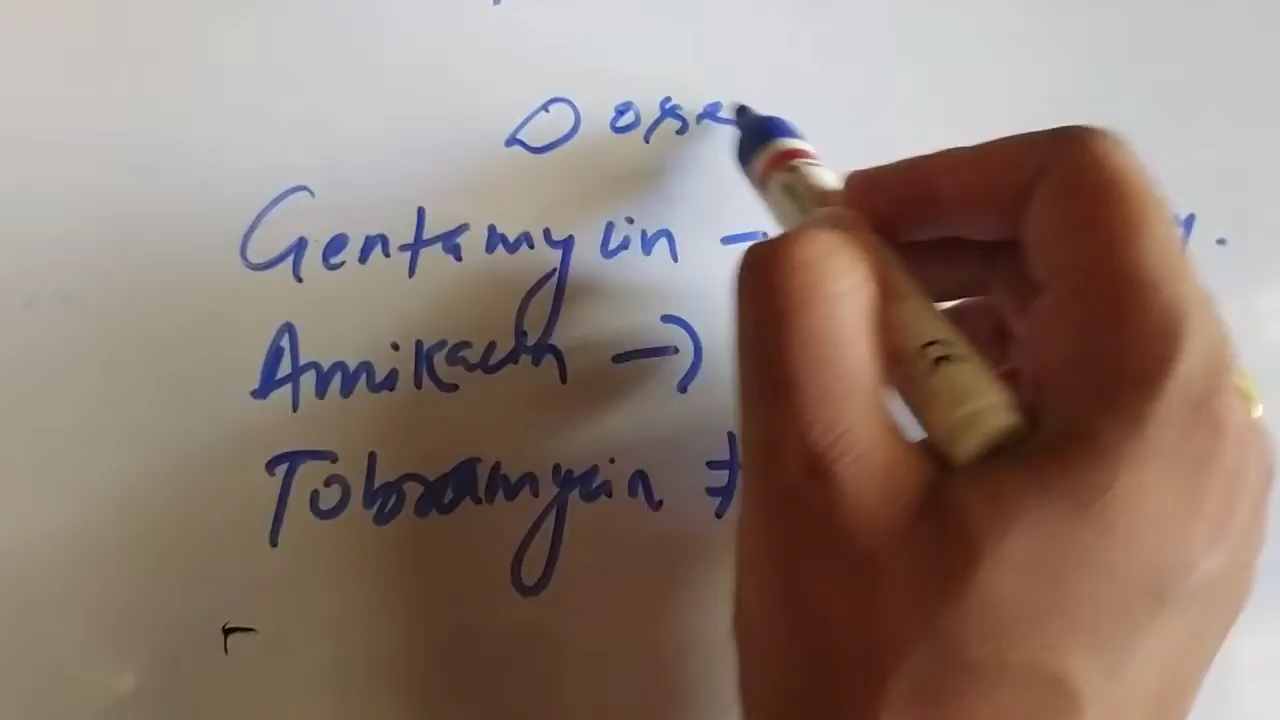 Dose
Gentamycin -
Amikacin →
Tobramycin